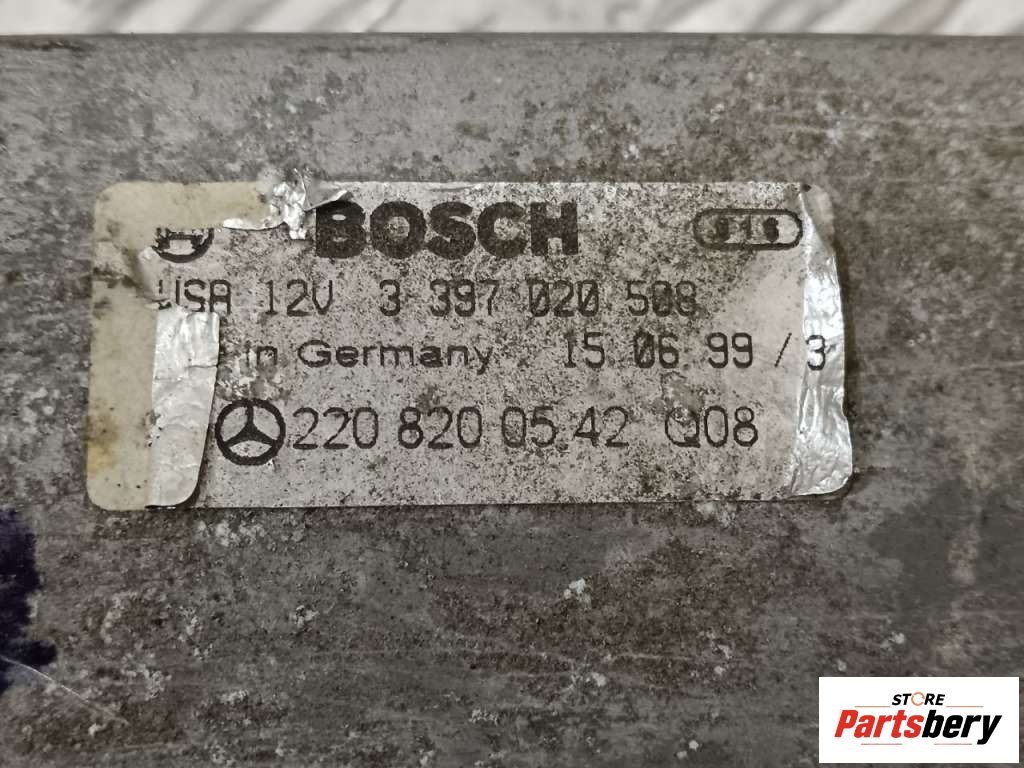 BOSCH
USA 12V 3 397 020 508
in Germany 15 06 99 / 3
220 820 05 42 Q08
STORE
Partsbery